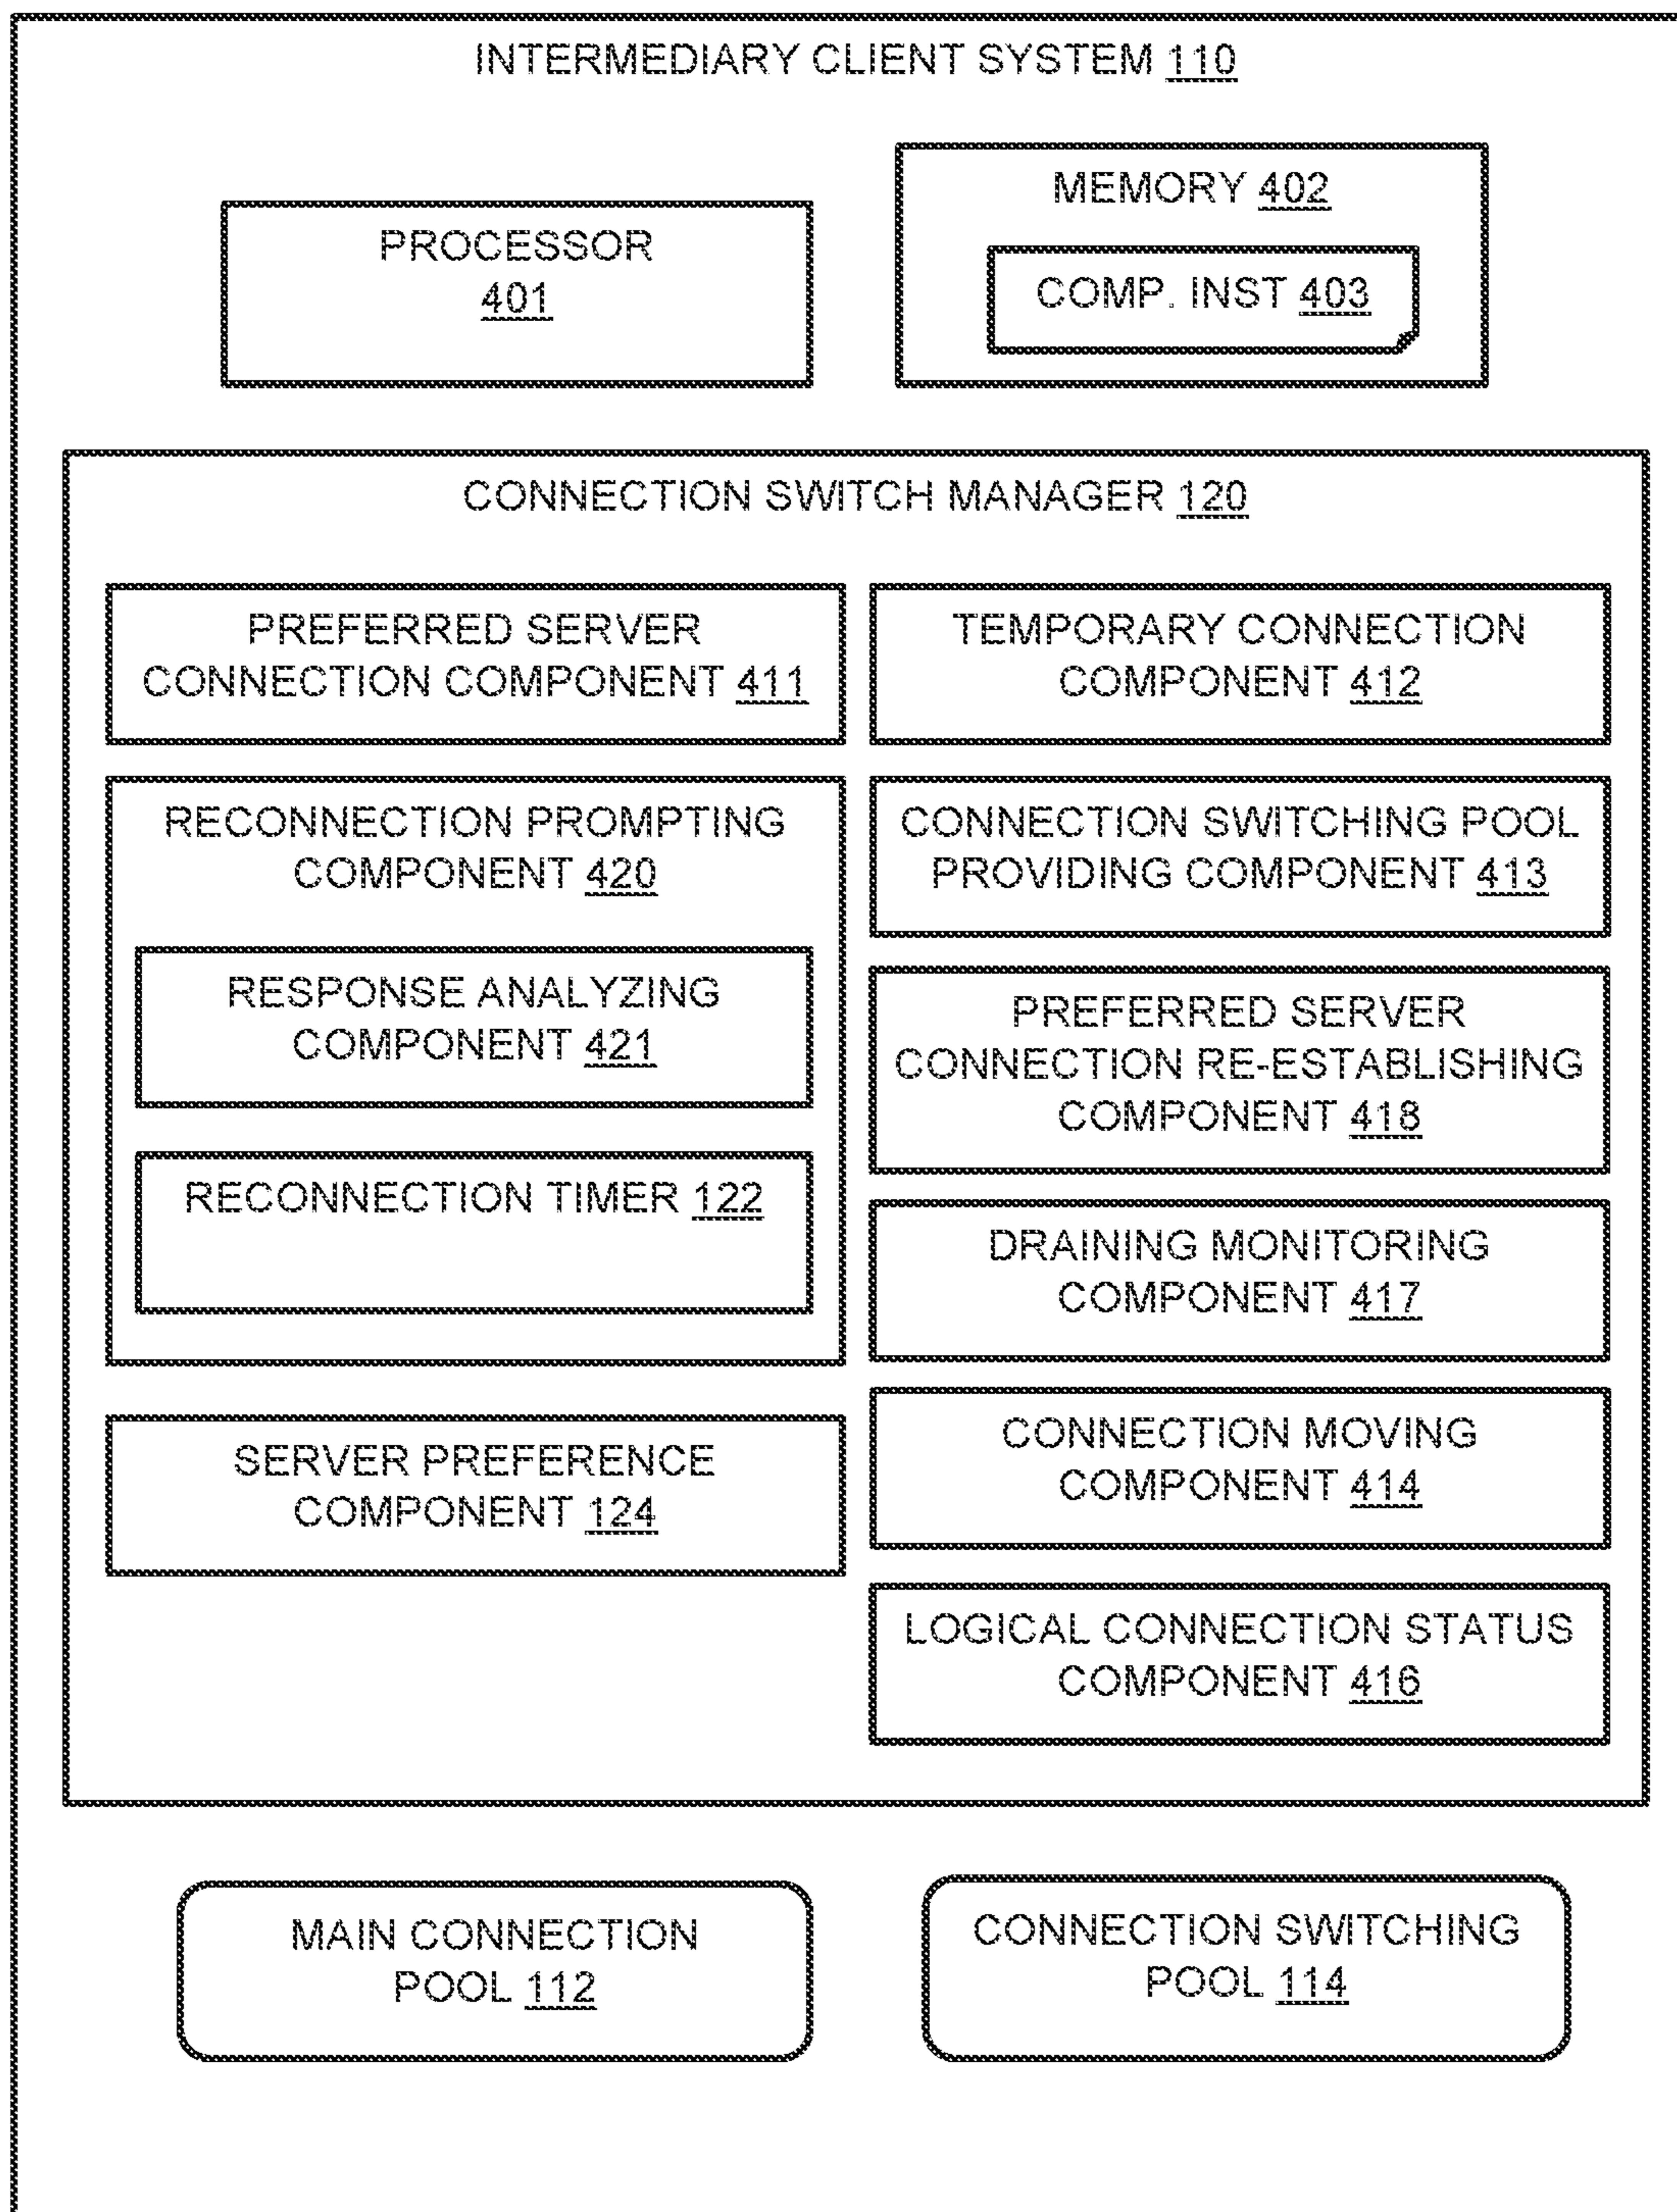 INTERMEDIARY CLIENT SYSTEM 110
PROCESSOR
401
MEMORY 402
COMP. INST 403
CONNECTION SWITCH MANAGER 120
PREFERRED SERVER
CONNECTION COMPONENT 411
TEMPORARY CONNECTION
COMPONENT 412
RECONNECTION PROMPTING
COMPONENT 420
RESPONSE ANALYZING
COMPONENT 421
RECONNECTION TIMER 122
SERVER PREFERENCE
COMPONENT 124
CONNECTION SWITCHING POOL
PROVIDING COMPONENT 413
PREFERRED SERVER
CONNECTION RE-ESTABLISHING
COMPONENT 418
DRAINING MONITORING
COMPONENT 417
CONNECTION MOVING
COMPONENT 414
LOGICAL CONNECTION STATUS
COMPONENT 416
MAIN CONNECTION
POOL 112
CONNECTION SWITCHING
POOL 114